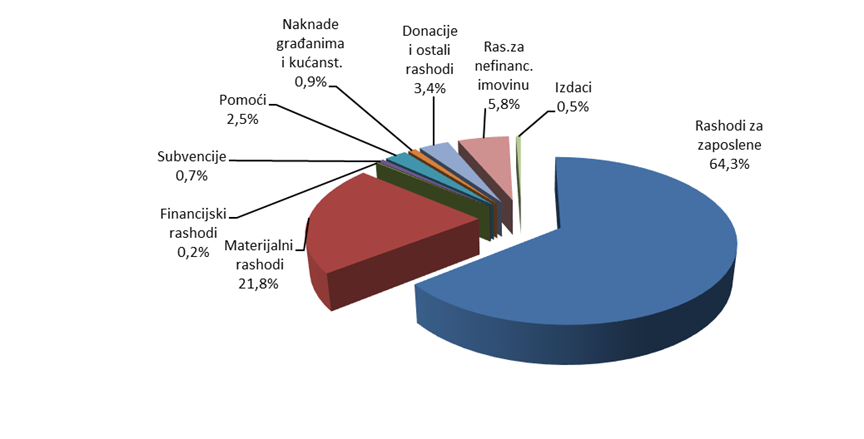 Naknade
građanima
i kućanst.
0,9%
Donacije
i ostali
rashodi
3,4%
Ras.za
nefinanc.
imovinu
5,8%
Izdaci
0,5%
Rashodi za
zaposlene
64,3%
Pomoći
2,5%
Subvencije
0,7%
Financijski
rashodi
0,2%
Materijalni
rashodi
21,8%